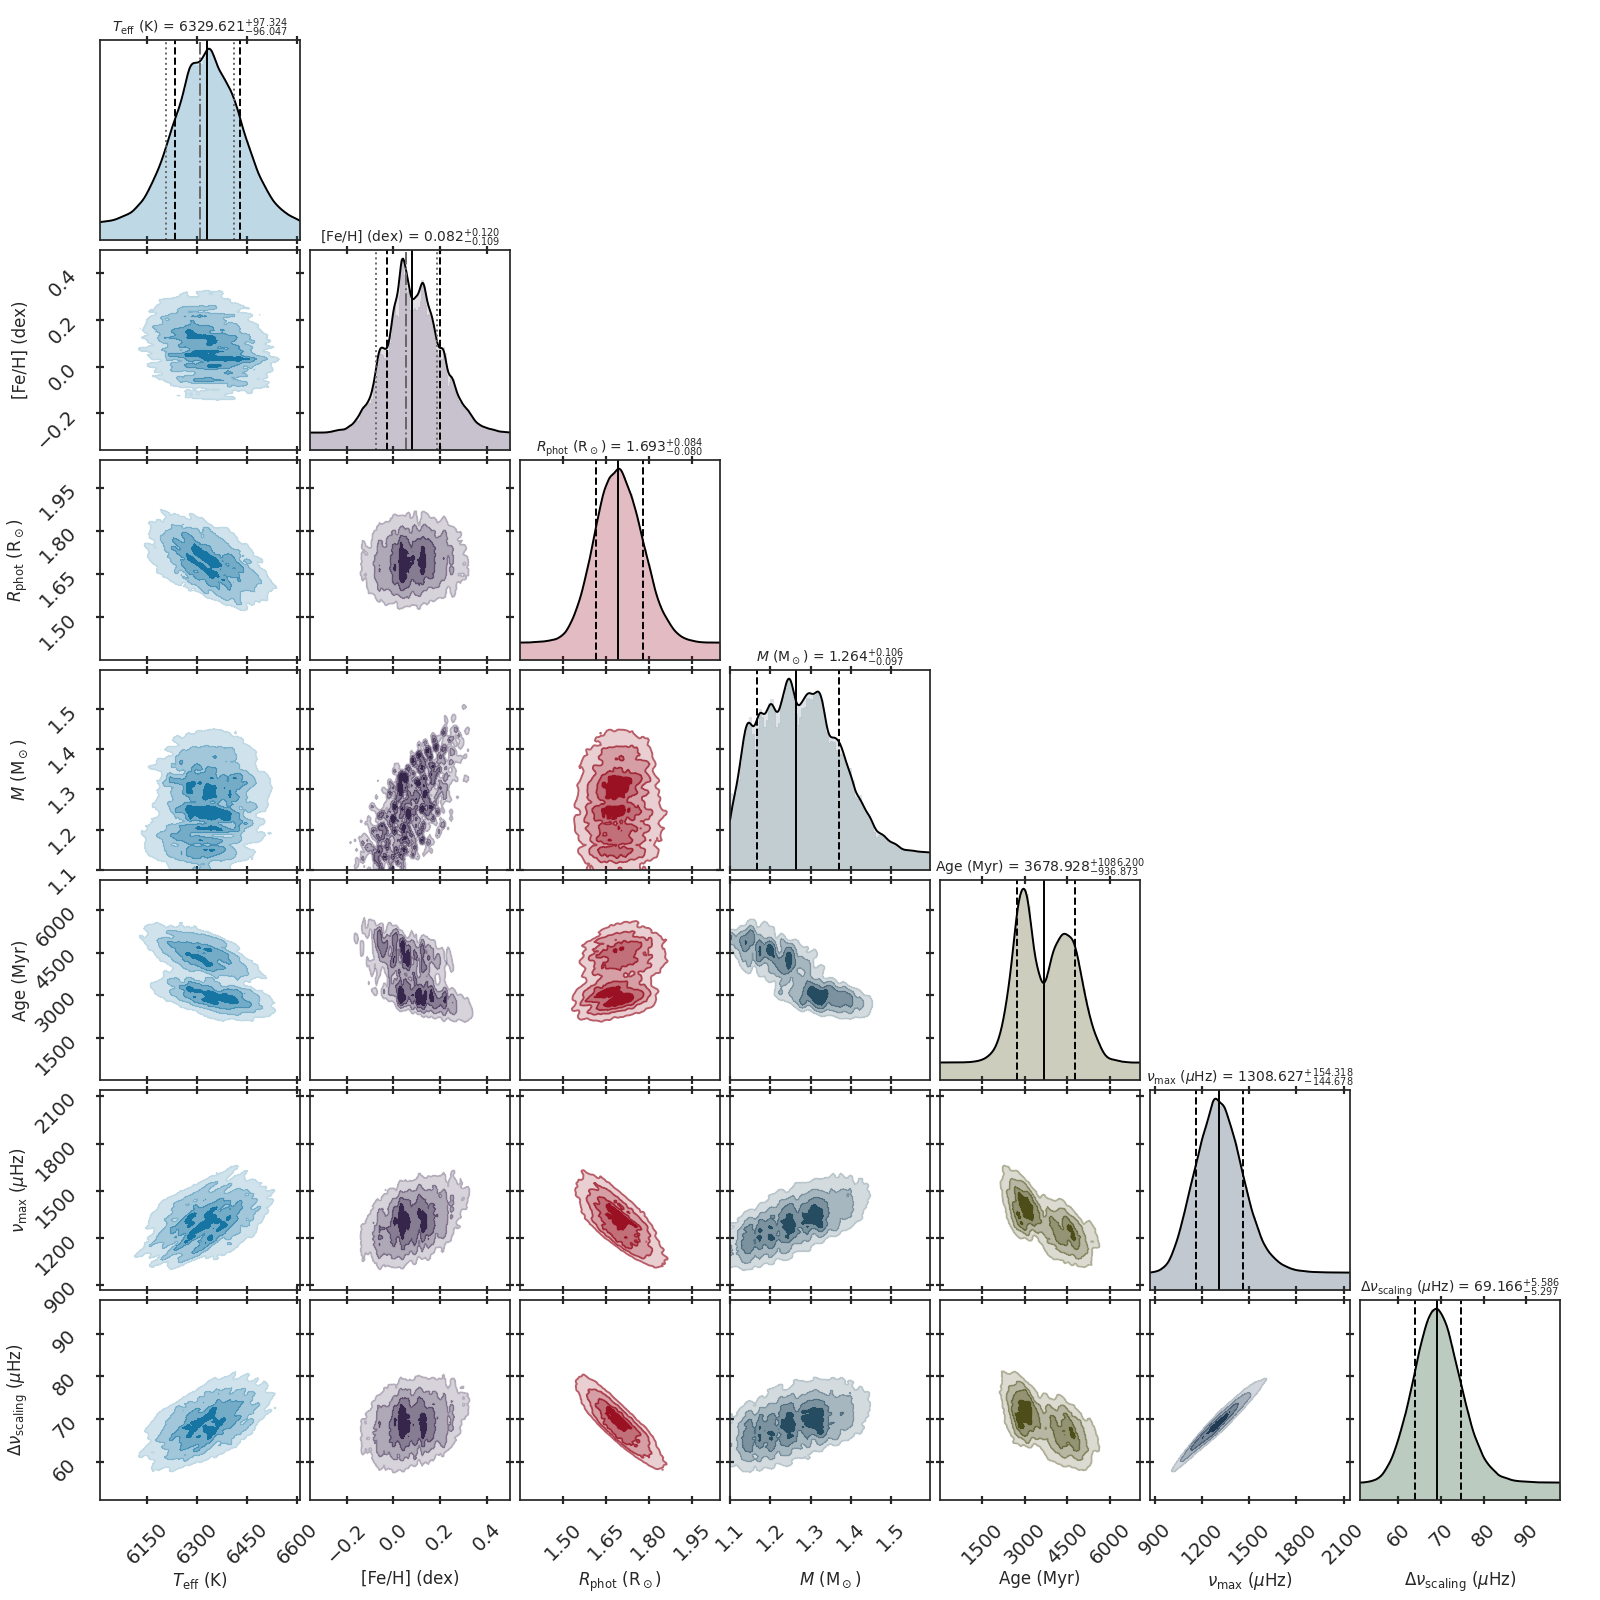 T_eff (K) = 6329.621 +97.324 −96.047
[Fe/H] (dex) = 0.082 +0.120 −0.109
0.4
0.2
0.0
−0.2
[Fe/H] (dex)
R_phot (R⊙) = 1.693 +0.084 −0.080
1.95
1.80
1.65
1.50
R_phot (R⊙)
M (M⊙) = 1.264 +0.106 −0.097
1.5
1.4
1.3
1.2
1.1
M (M⊙)
Age (Myr) = 3678.928 +1086.200 −936.873
6000
4500
3000
1500
Age (Myr)
ν_max (μHz) = 1308.627 +154.318 −144.678
2100
1800
1500
1200
900
ν_max (μHz)
Δν_scaling (μHz) = 69.166 +5.586 −5.297
90
80
70
60
Δν_scaling (μHz)
6150 6300 6450 6600 −0.2 0.0 0.2 0.4 1.50 1.65 1.80 1.95 1.1 1.2 1.3 1.4 1.5 1500 3000 4500 6000 900 1200 1500 1800 2100 60 70 80 90
T_eff (K) [Fe/H] (dex) R_phot (R⊙) M (M⊙) Age (Myr) ν_max (μHz) Δν_scaling (μHz)